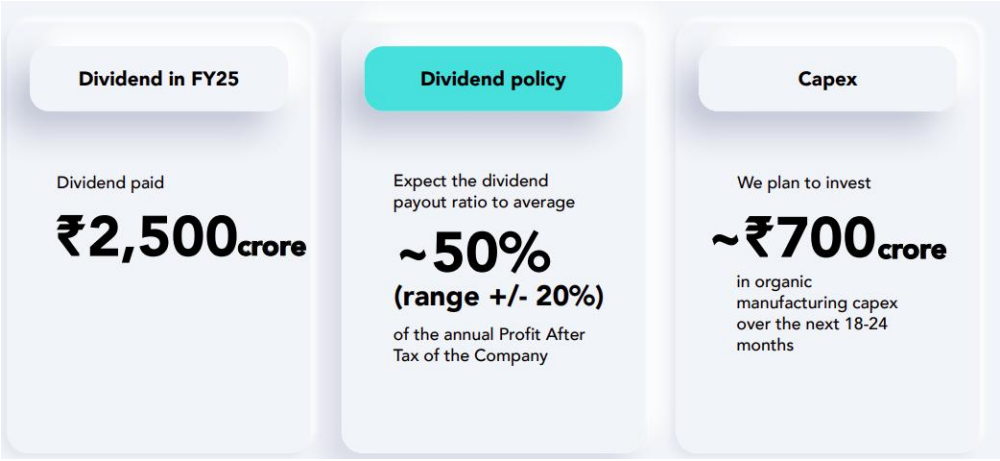 Dividend in FY25
Dividend paid
₹2,500crore
Dividend policy
Expect the dividend
payout ratio to average
~50%
(range +/- 20%)
of the annual Profit After
Tax of the Company
Capex
We plan to invest
~₹700crore
in organic
manufacturing capex
over the next 18-24
months